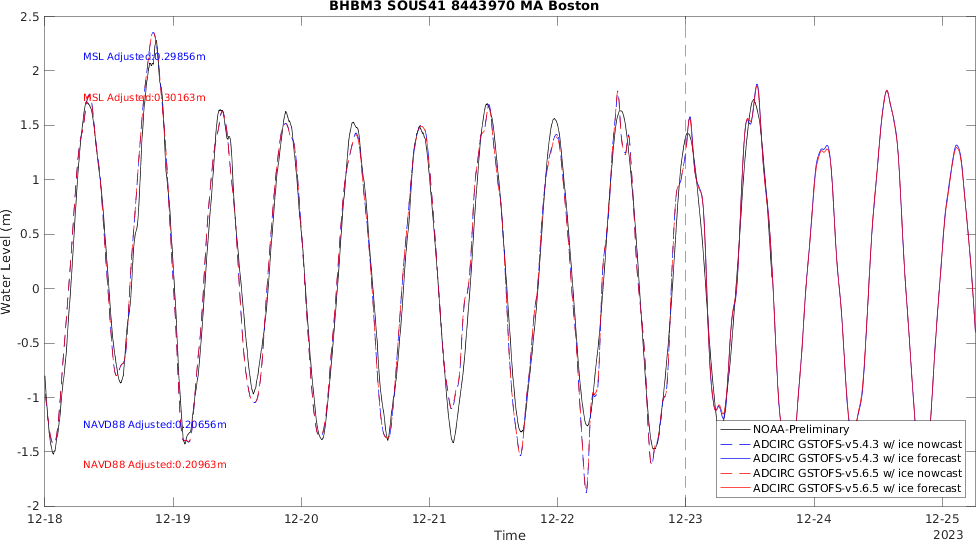 BHBM3 SOUS41 8443970 MA Boston
2.5
MSL Adjusted:0.29856m
2
MSL Adjusted:0.30163m
1.5
1
0.5
Water Level (m)
0
-0.5
-1
NAVD88 Adjusted:0.20656m
NAVD88 Adjusted:0.20963m
-1.5
-2
NOAA-Preliminary
ADCIRC GSTOFS-v5.4.3 w/ ice nowcast
ADCIRC GSTOFS-v5.4.3 w/ ice forecast
ADCIRC GSTOFS-v5.6.5 w/ ice nowcast
ADCIRC GSTOFS-v5.6.5 w/ ice forecast
12-18 12-19 12-20 12-21 12-22 12-23 12-24 12-25
Time
2023